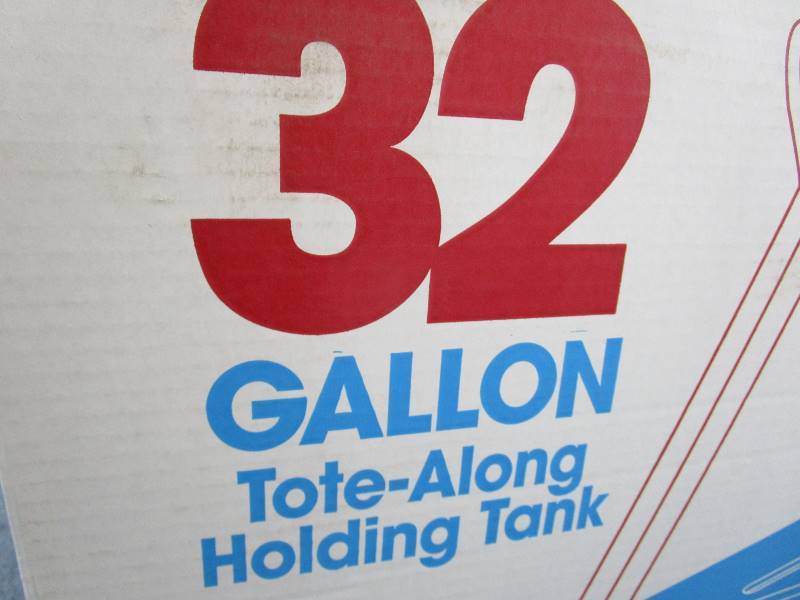 32
GALLON
Tote-Along
Holding Tank